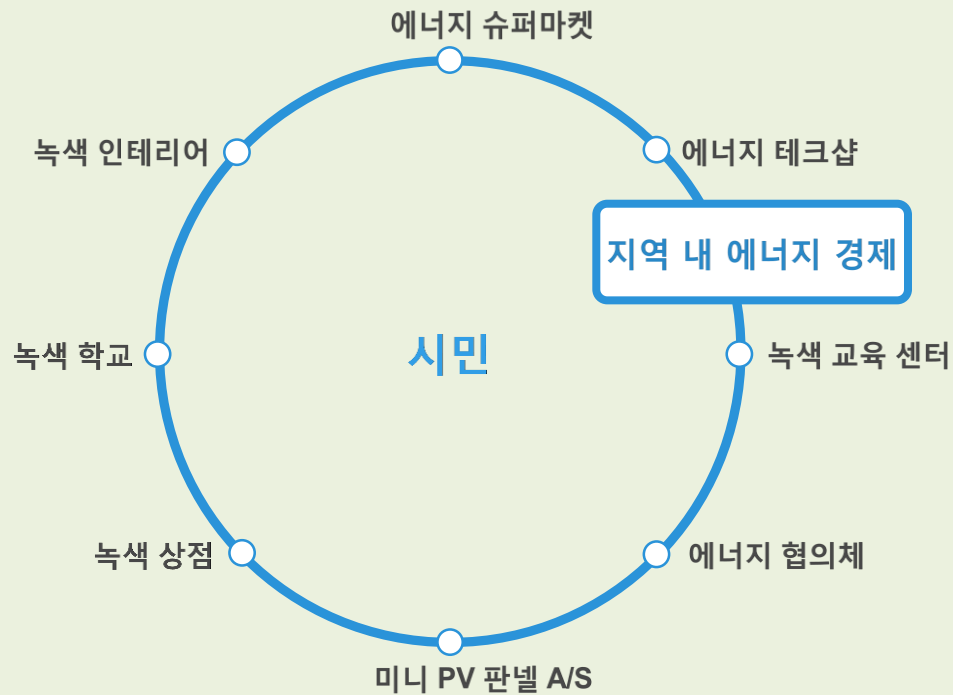 에너지 슈퍼마켓
녹색 인테리어
에너지 테크샵
지역 내 에너지 경제
시민
녹색 학교
녹색 교육 센터
녹색 상점
에너지 협의체
미니 PV 판넬 A/S